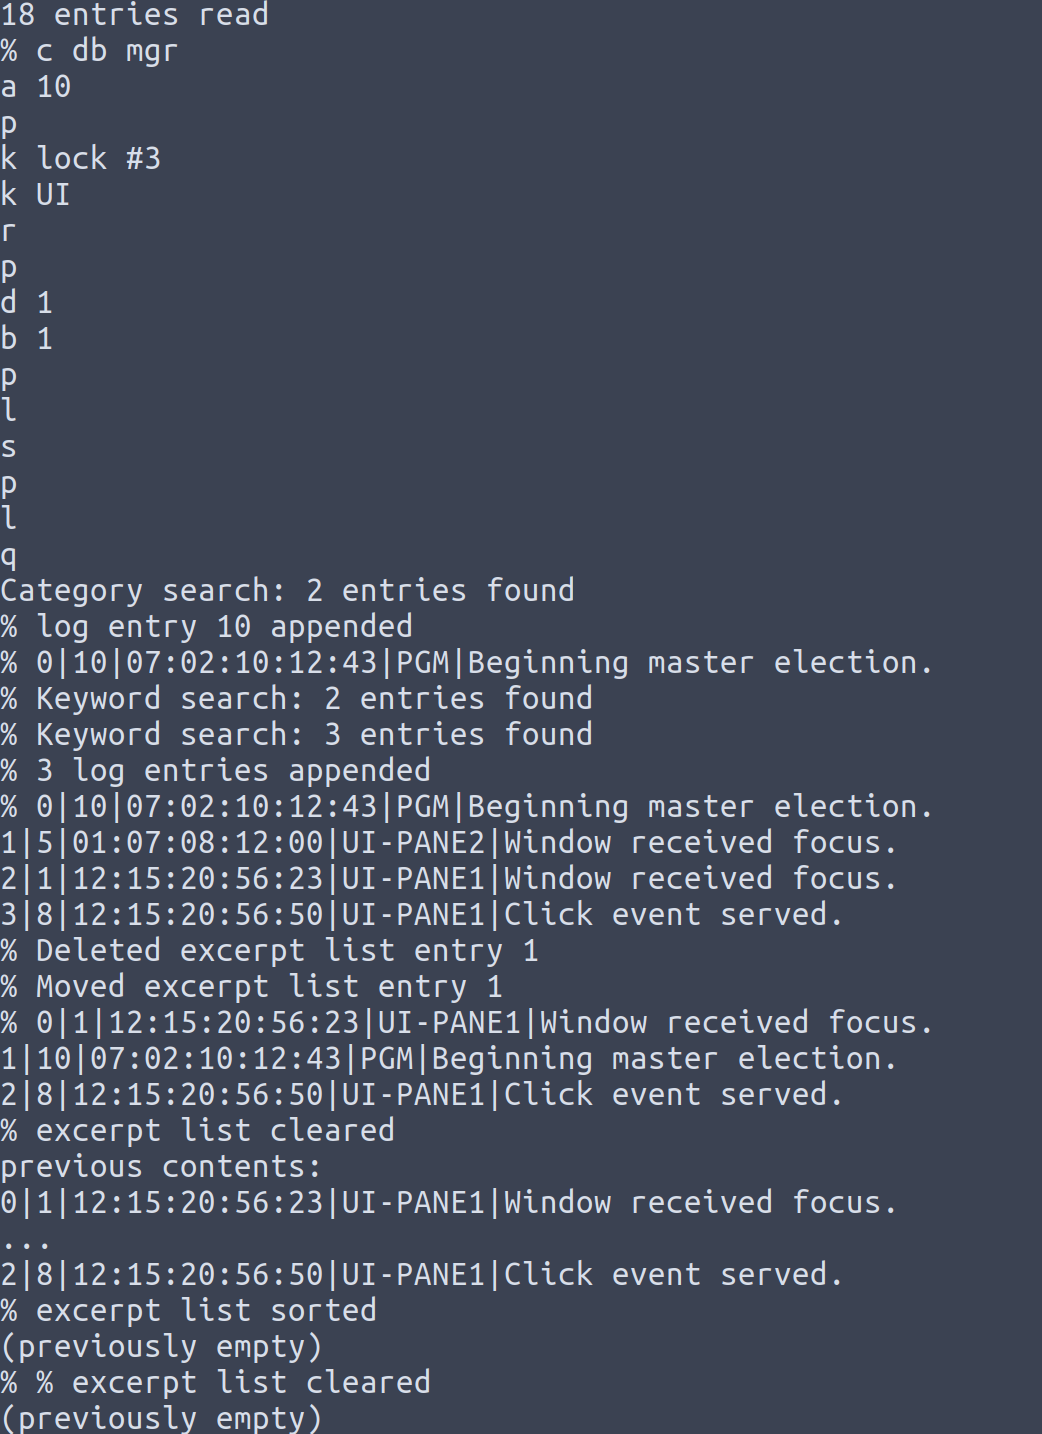 18 entries read
% c db mgr
a 10
p
k lock #3
k UI
r
p
d 1
b 1
p
l
s
p
l
q
Category search: 2 entries found
% log entry 10 appended
% 0|10|07:02:10:12:43|PGM|Beginning master election.
% Keyword search: 2 entries found
% Keyword search: 3 entries found
% 3 log entries appended
% 0|10|07:02:10:12:43|PGM|Beginning master election.
1|5|01:07:08:12:00|UI-PANE2|Window received focus.
2|1|12:15:20:56:23|UI-PANE1|Window received focus.
3|8|12:15:20:56:50|UI-PANE1|Click event served.
% Deleted excerpt list entry 1
% Moved excerpt list entry 1
% 0|1|12:15:20:56:23|UI-PANE1|Window received focus.
1|10|07:02:10:12:43|PGM|Beginning master election.
2|8|12:15:20:56:50|UI-PANE1|Click event served.
% excerpt list cleared
previous contents:
0|1|12:15:20:56:23|UI-PANE1|Window received focus.
...
2|8|12:15:20:56:50|UI-PANE1|Click event served.
% excerpt list sorted
(previously empty)
% % excerpt list cleared
(previously empty)